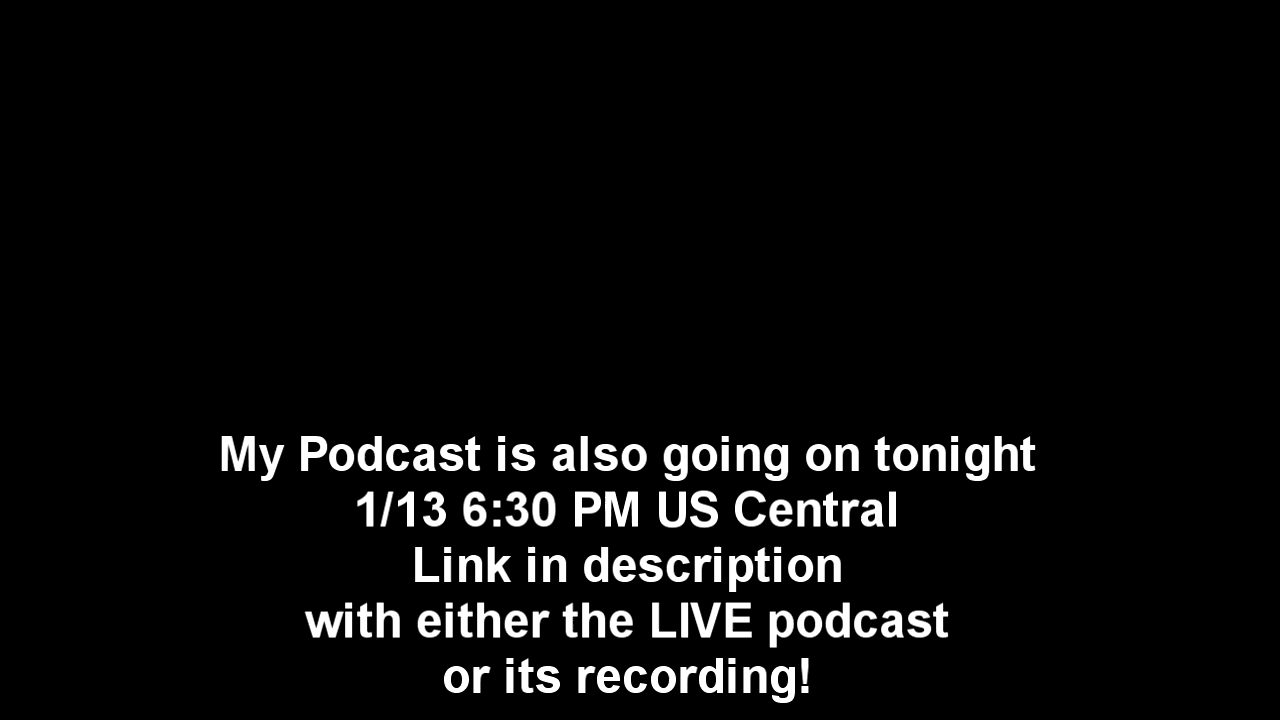 My Podcast is also going on tonight
1/13 6:30 PM US Central
Link in description
with either the LIVE podcast
or its recording!